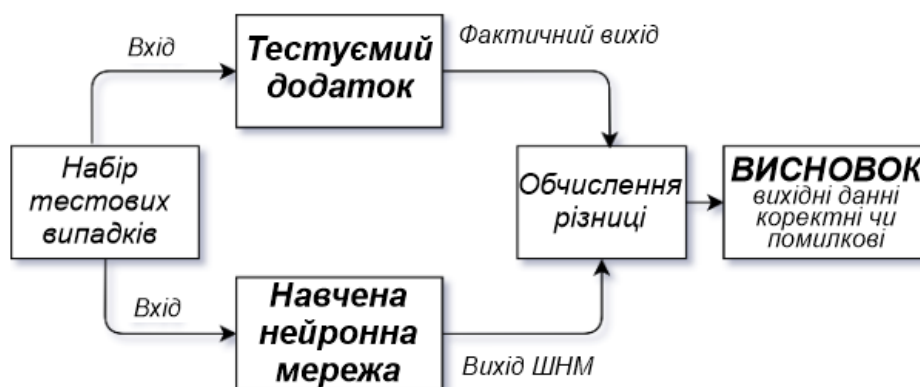 Вхід
Тестуємий
додаток
Фактичний вихід
Набір
тестових
випадків
Обчислення
різниці
ВИСНОВОК
вихідні данні
коректні чи
помилкові
Вхід
Навчена
нейронна
мережа
Вихід ШНМ